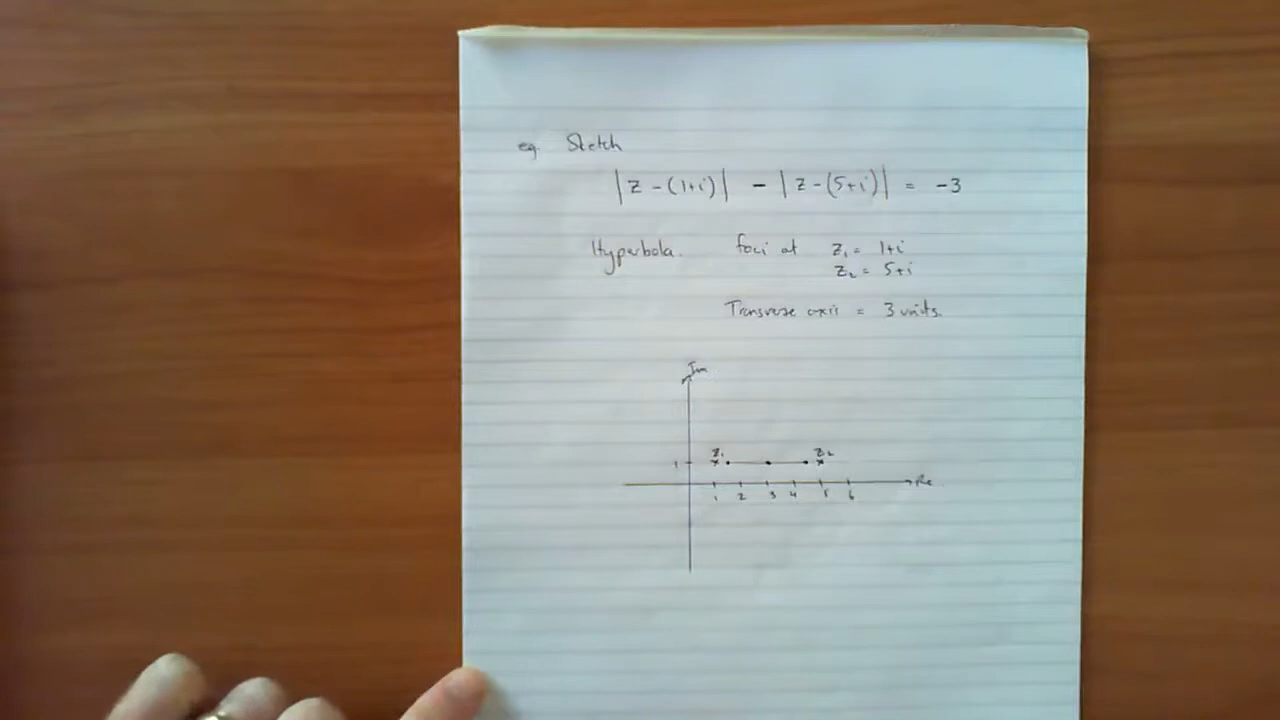 eg. Sketch
|z-(1+i)| - |z-(5+i)| = -3
Hyperbola. foci at z₁ = 1+i
z₂ = 5+i
Transverse axis = 3 units.
Im
z₁ z₂
1
Re
1 2 3 4 5 6